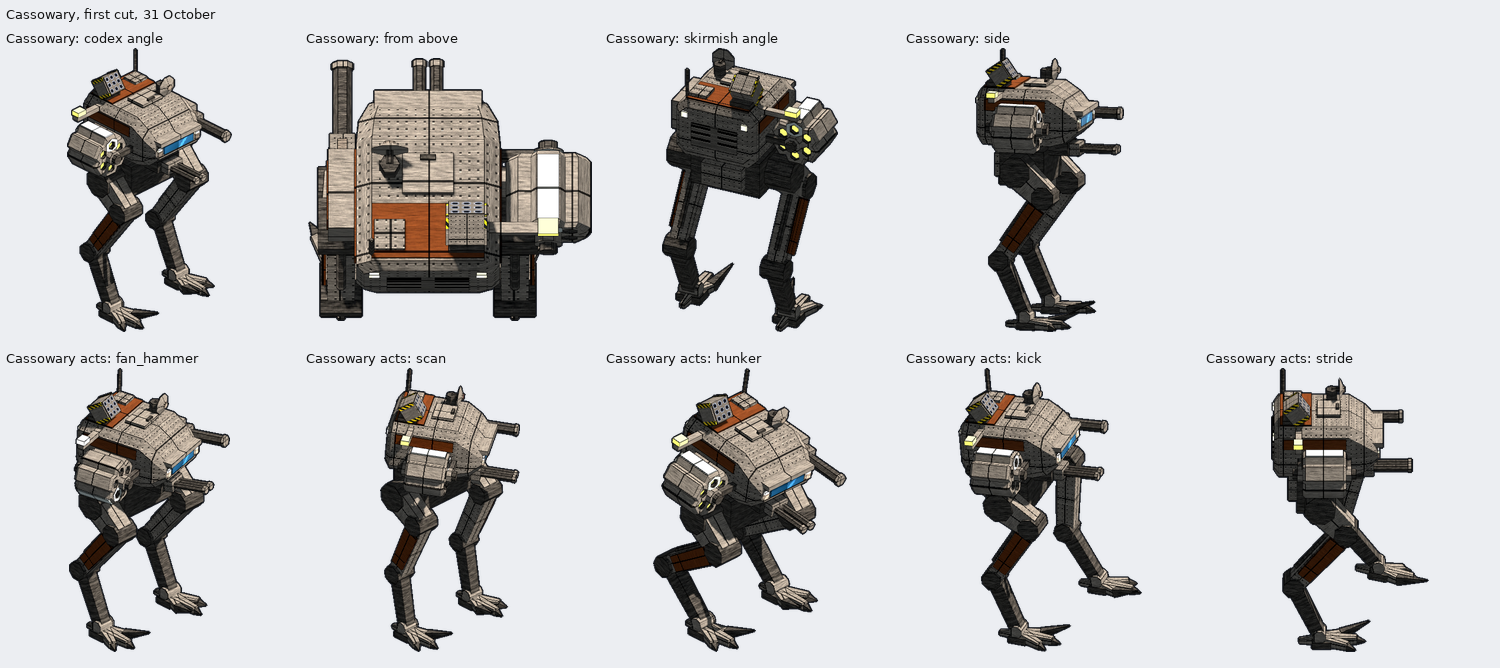 Cassowary, first cut, 31 October
Cassowary: codex angle
Cassowary: from above
Cassowary: skirmish angle
Cassowary: side
Cassowary acts: fan_hammer
Cassowary acts: scan
Cassowary acts: hunker
Cassowary acts: kick
Cassowary acts: stride